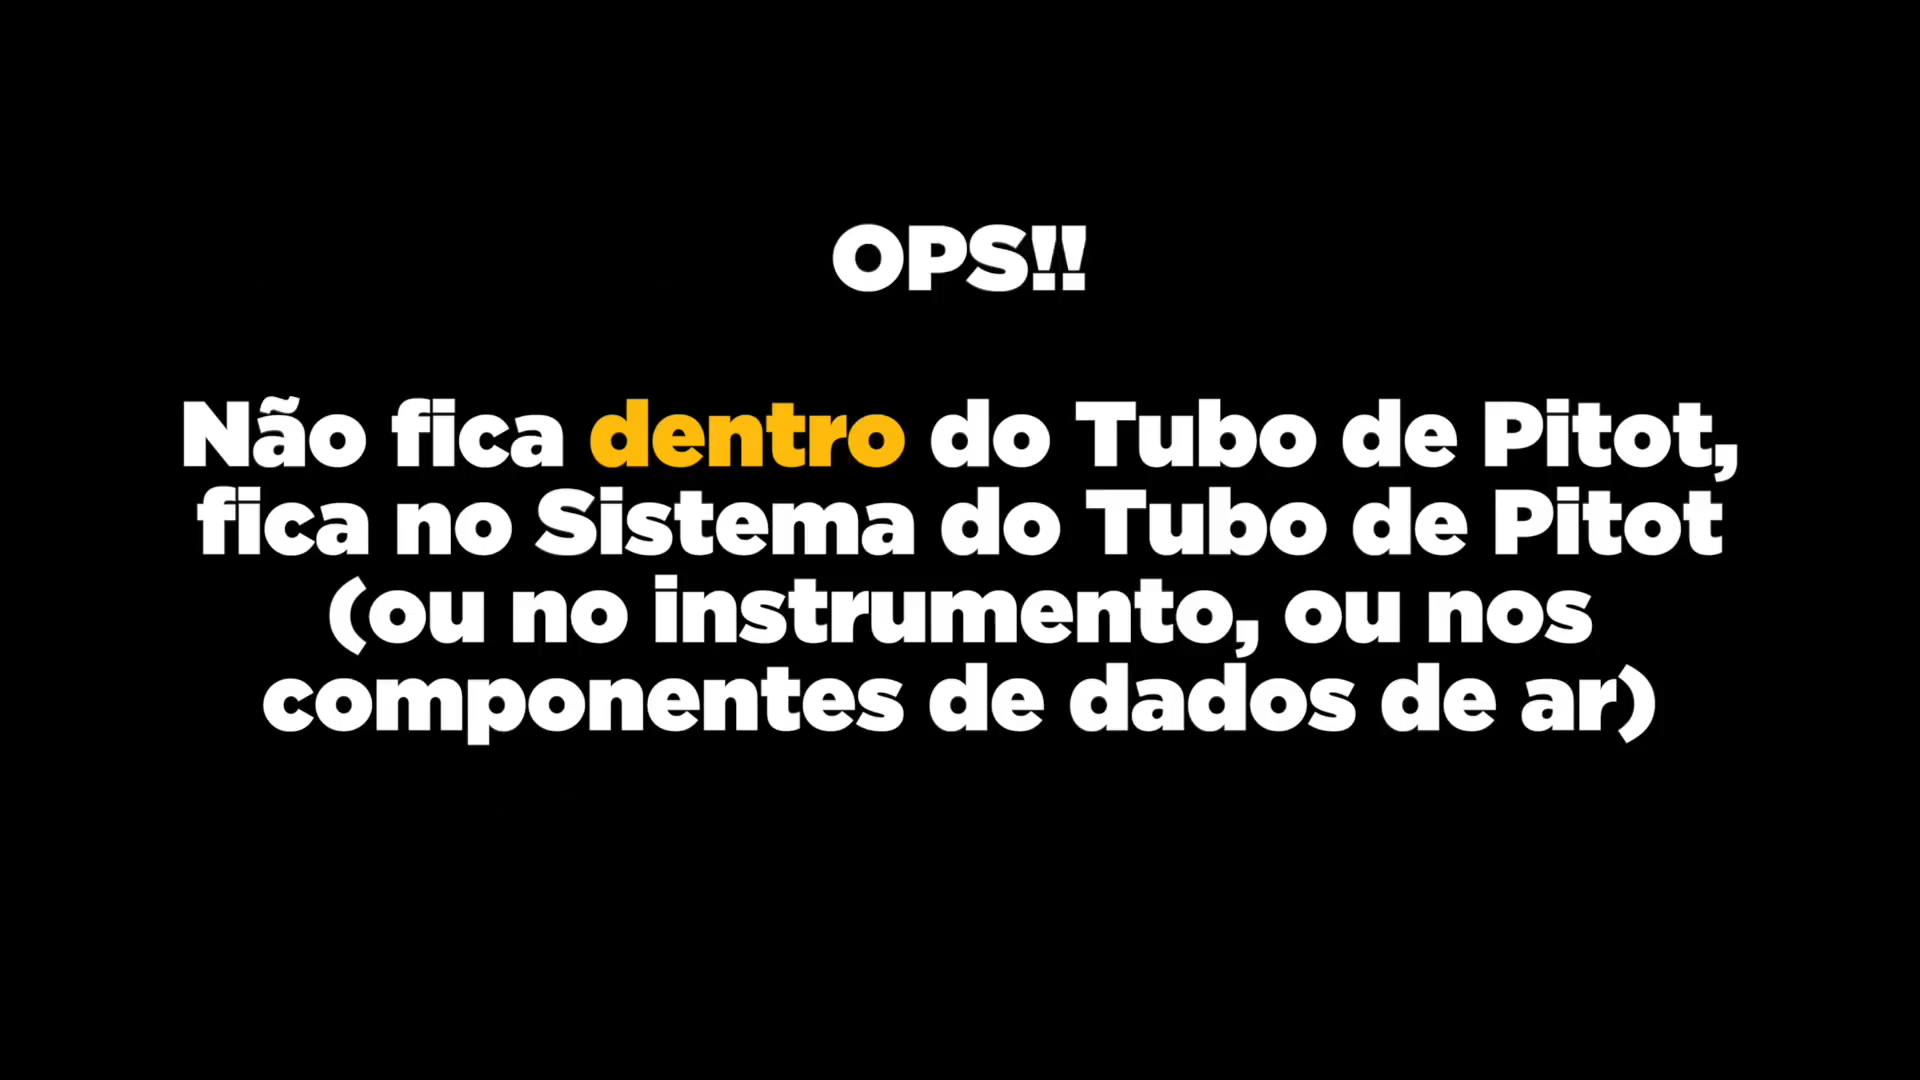 OPS!!
Não fica dentro do Tubo de Pitot,
fica no Sistema do Tubo de Pitot
(ou no instrumento, ou nos
componentes de dados de ar)